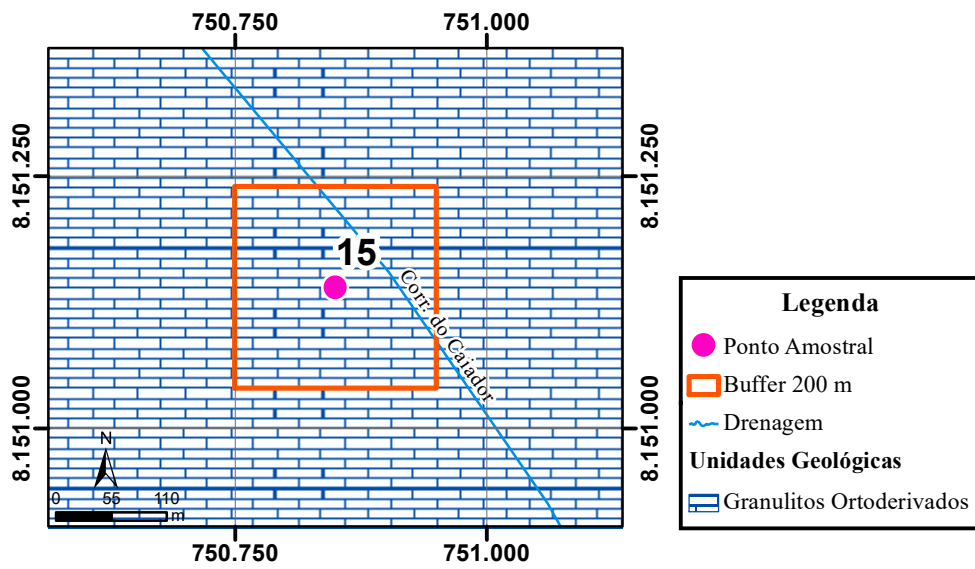 750.750 751.000
8.151.250 8.151.250
15
Corr. do Caiador
8.151.000 8.151.000
N
0 55 110
m
750.750 751.000
Legenda
Ponto Amostral
Buffer 200 m
Drenagem
Unidades Geológicas
Granulitos Ortoderivados